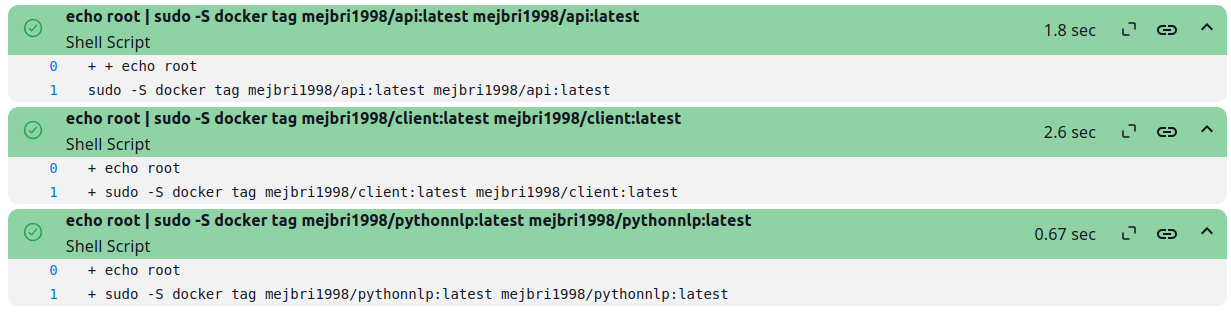 echo root | sudo -S docker tag mejbri1998/api:latest mejbri1998/api:latest
Shell Script
1.8 sec
0 + + echo root
1 sudo -S docker tag mejbri1998/api:latest mejbri1998/api:latest
echo root | sudo -S docker tag mejbri1998/client:latest mejbri1998/client:latest
Shell Script
2.6 sec
0 + echo root
1 + sudo -S docker tag mejbri1998/client:latest mejbri1998/client:latest
echo root | sudo -S docker tag mejbri1998/pythonnlp:latest mejbri1998/pythonnlp:latest
Shell Script
0.67 sec
0 + echo root
1 + sudo -S docker tag mejbri1998/pythonnlp:latest mejbri1998/pythonnlp:latest